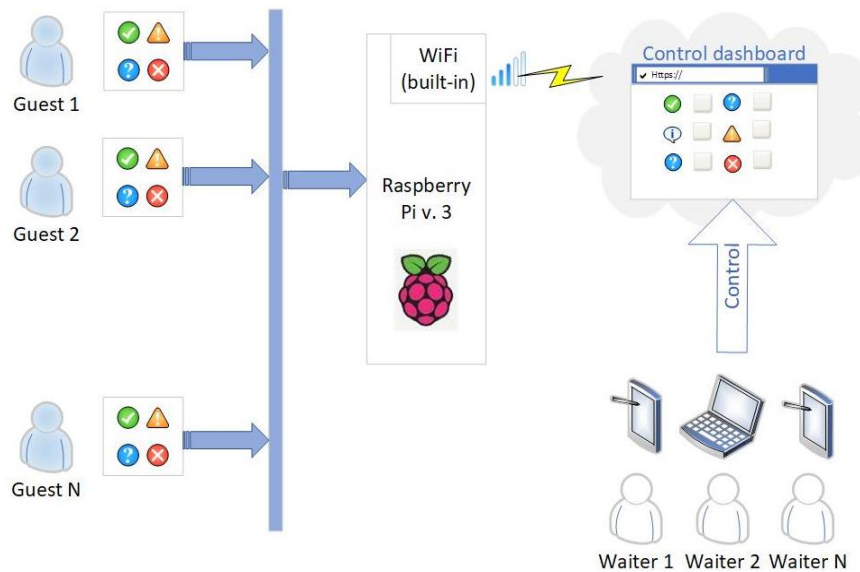 Guest 1
Guest 2
Guest N
WiFi
(built-in)
Raspberry
Pi v. 3
Control dashboard
Https://
Control
Waiter 1
Waiter 2
Waiter N